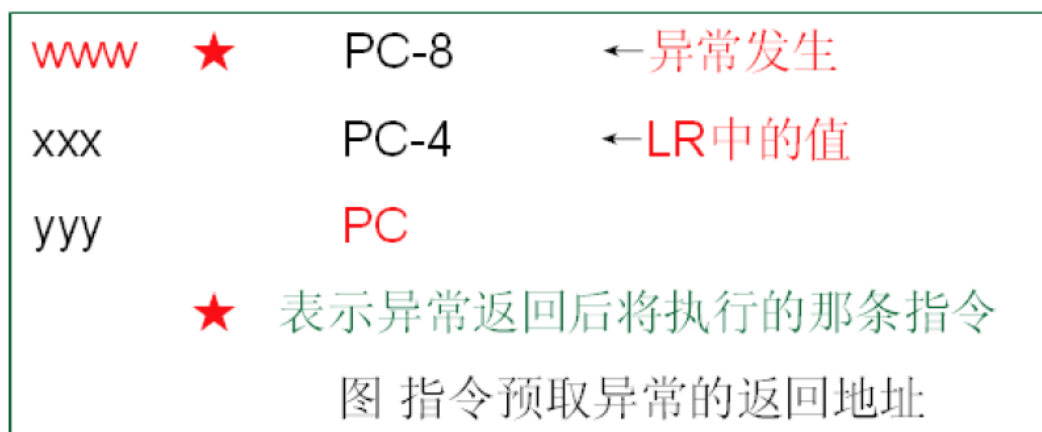 www ★ PC-8 ←异常发生
xxx PC-4 ←LR中的值
yyy PC
★ 表示异常返回后将执行的那条指令
图 指令预取异常的返回地址